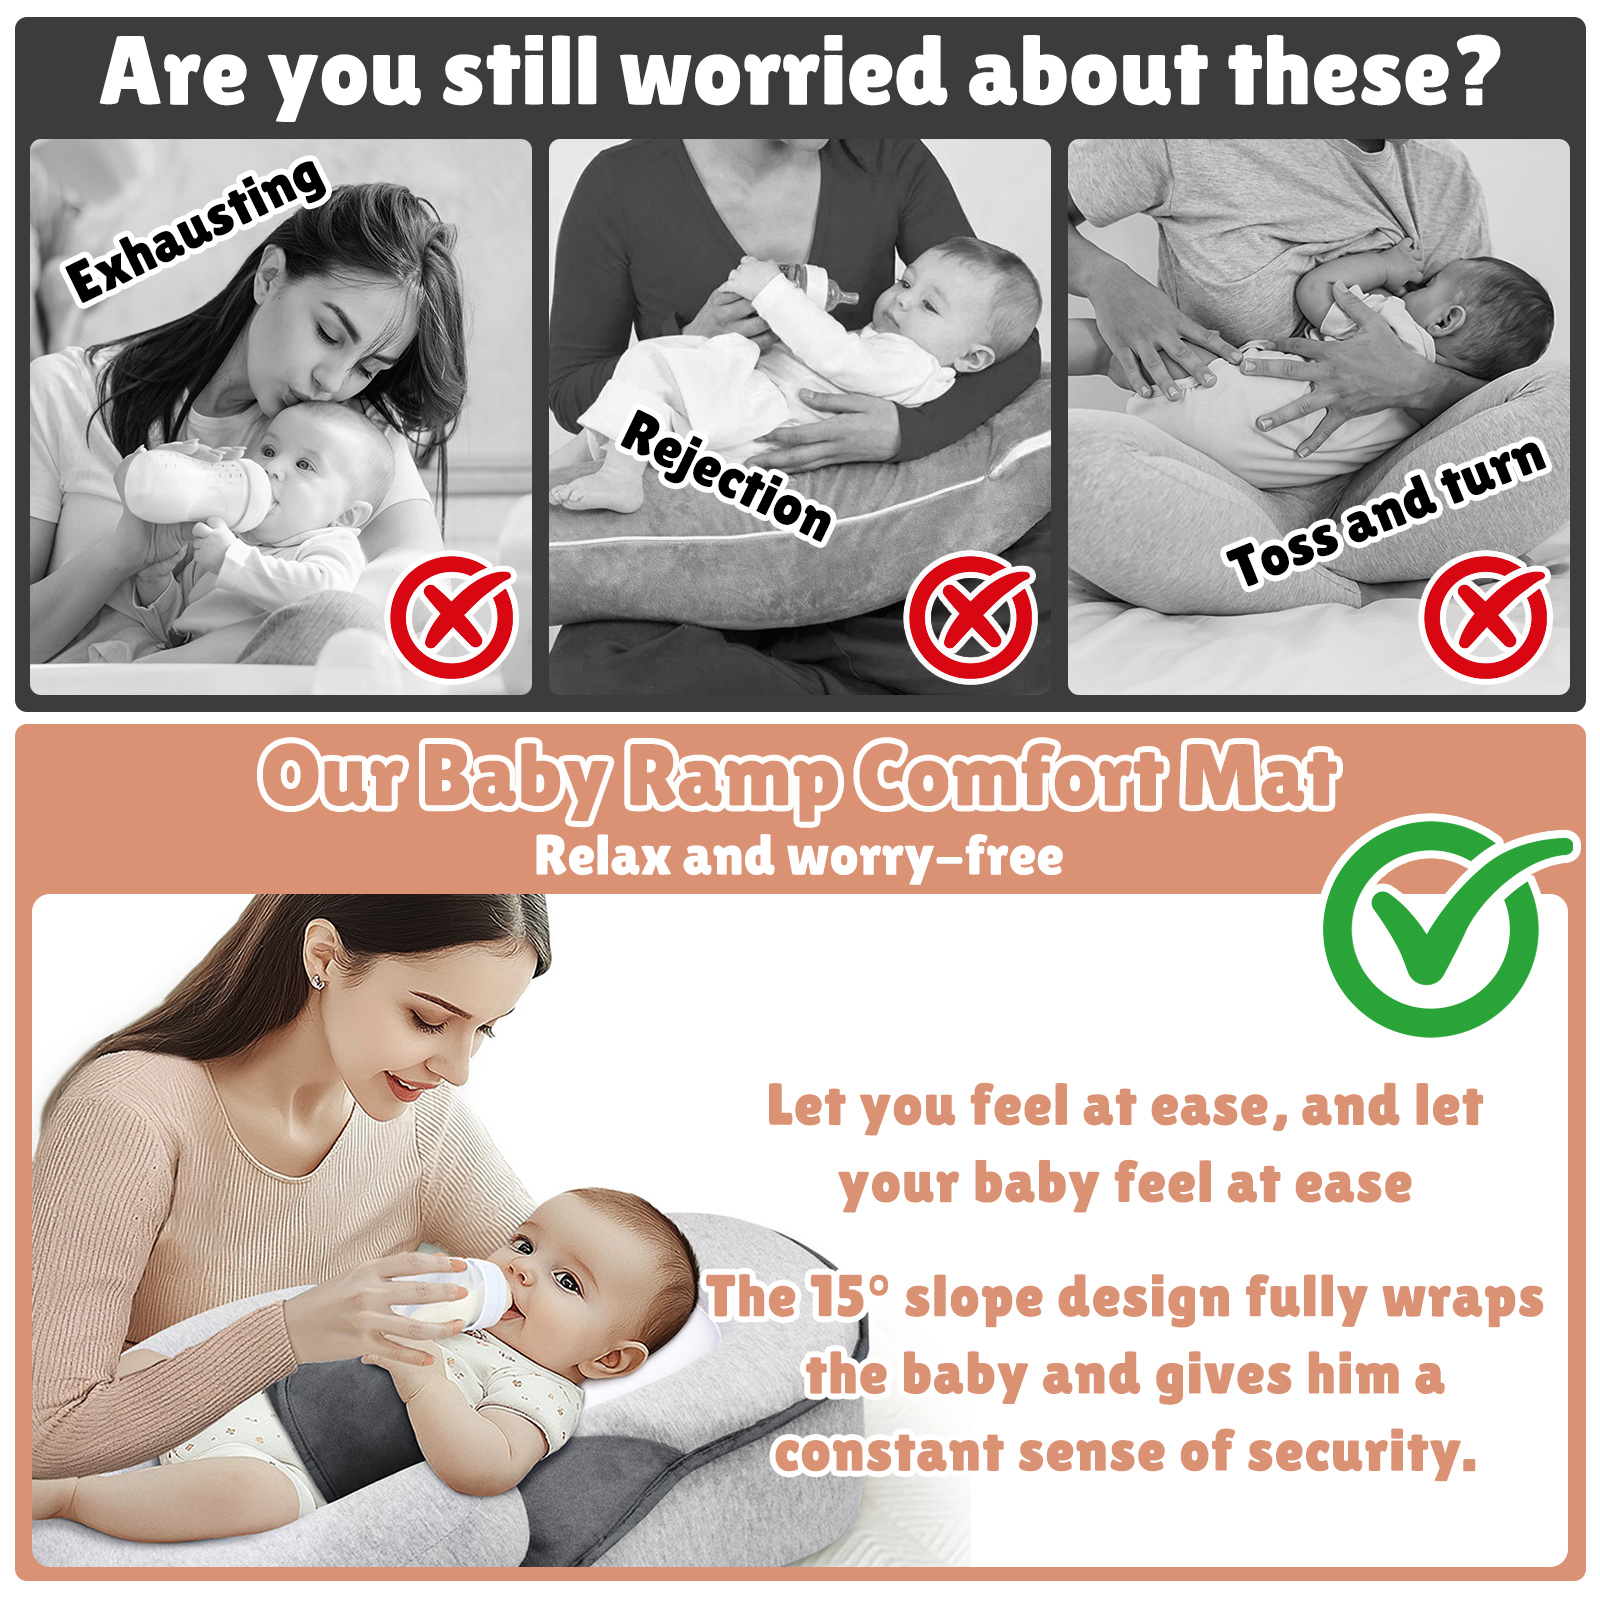 Are you still worried about these?
Exhausting
Rejection
Toss and turn
Our Baby Ramp Comfort Mat
Relax and worry-free
Let you feel at ease, and let
your baby feel at ease
The 15° slope design fully wraps
the baby and gives him a
constant sense of security.